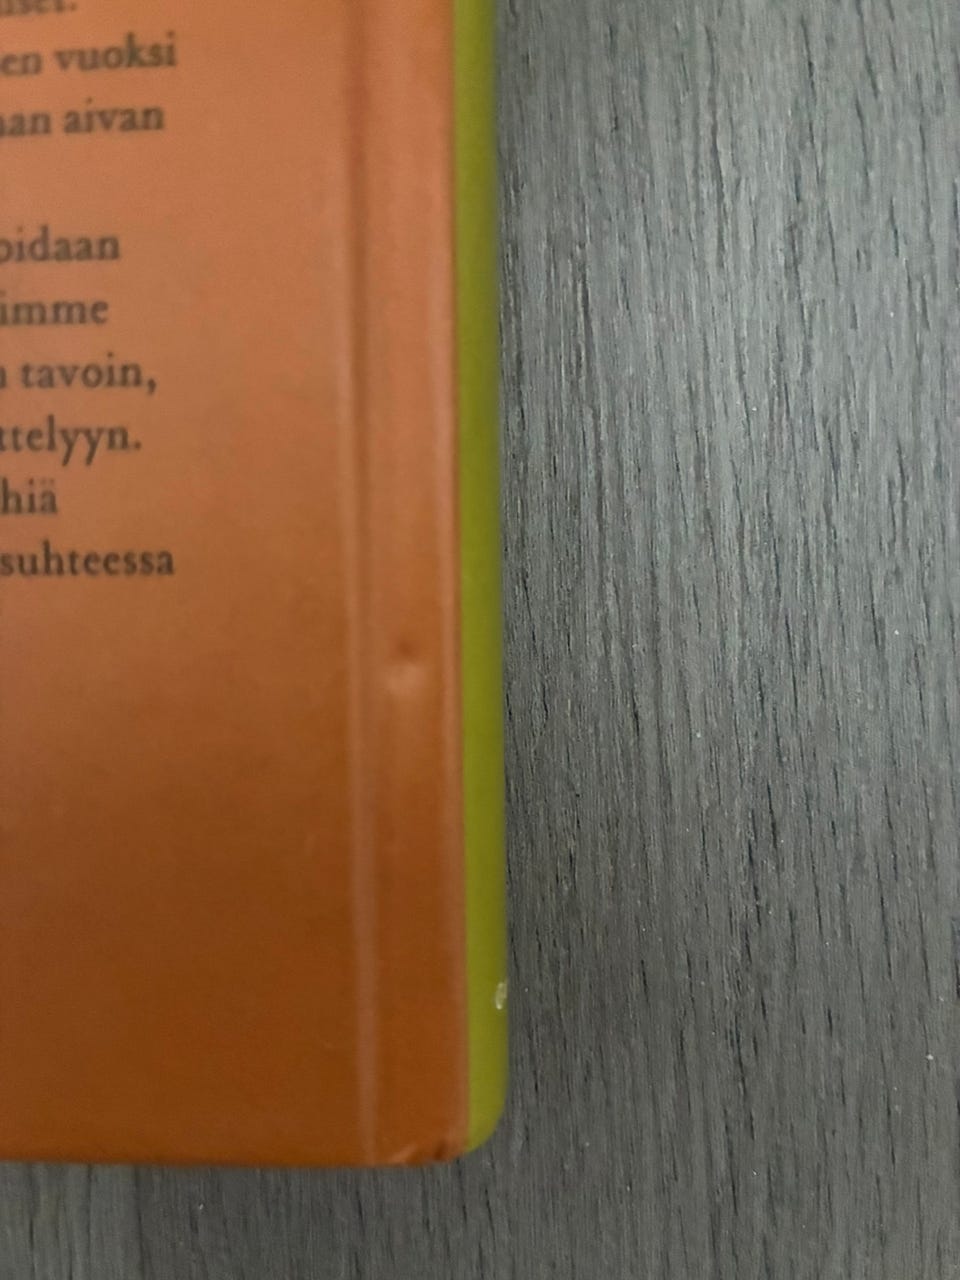 en vuoksi
aan aivan
oidaan
imme
n tavoin,
ttelyyn.
hiä
suhteessa